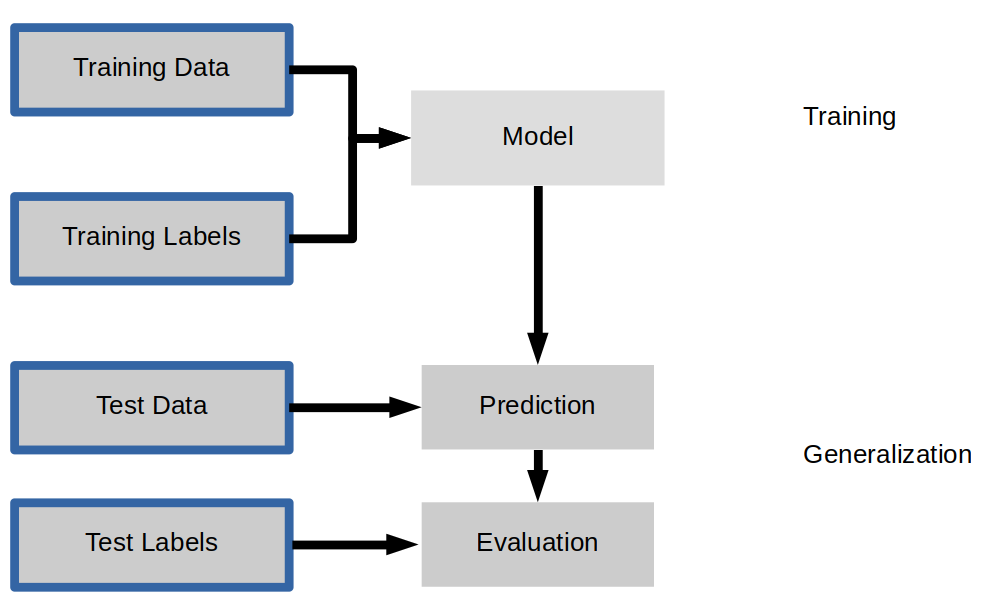 Training Data
Model
Training
Training Labels
Test Data
Prediction
Generalization
Test Labels
Evaluation